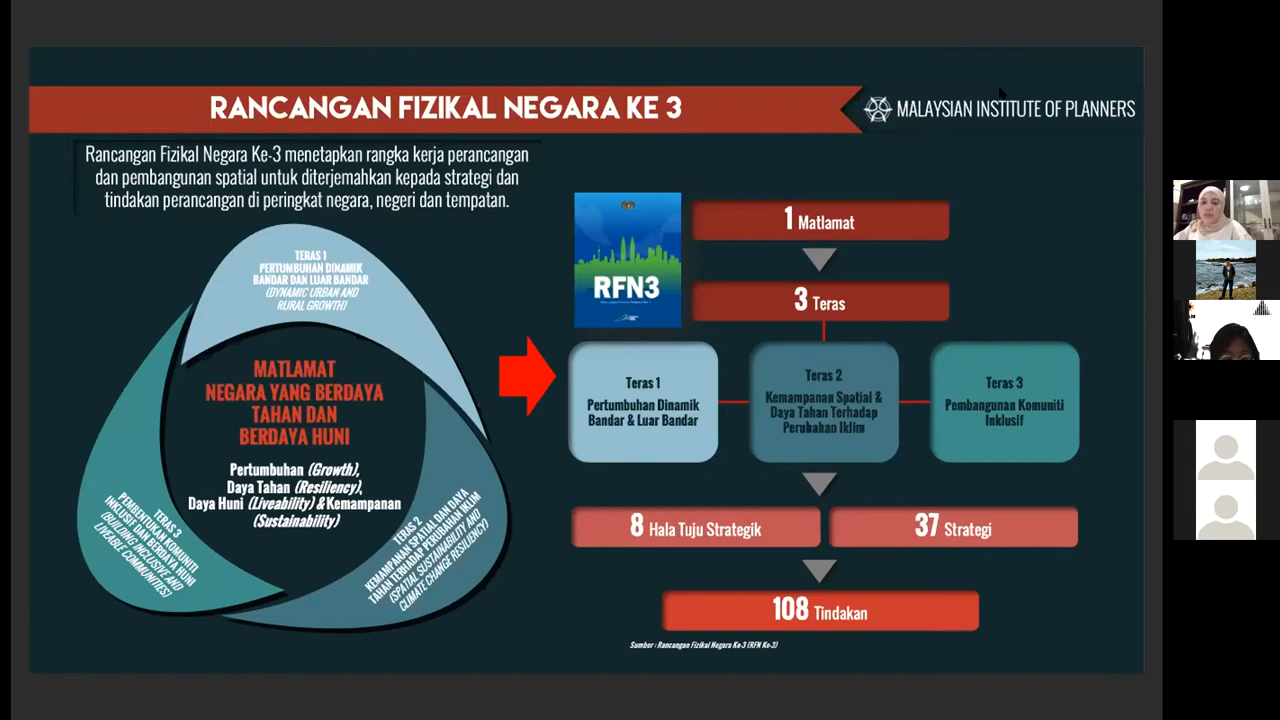 RANCANGAN FIZIKAL NEGARA KE 3
MALAYSIAN INSTITUTE OF PLANNERS
Rancangan Fizikal Negara Ke-3 menetapkan rangka kerja perancangan
dan pembangunan spatial untuk diterjemahkan kepada strategi dan
tindakan perancangan di peringkat negara, negeri dan tempatan.
TERAS 1
PERTUMBUHAN DINAMIK
BANDAR DAN LUAR BANDAR
(DYNAMIC URBAN AND
RURAL GROWTH)
MATLAMAT
NEGARA YANG BERDAYA
TAHAN DAN
BERDAYA HUNI
Pertumbuhan (Growth),
Daya Tahan (Resiliency),
Daya Huni (Liveability) & Kemampanan
(Sustainability)
TERAS 3
PEMBENTUKAN KOMUNITI
INKLUSIF DAN BERDAYA HUNI
(BUILDING INCLUSIVE AND
LIVEABLE COMMUNITIES)
TERAS 2
KEMAMPANAN SPATIAL DAN DAYA
TAHAN TERHADAP PERUBAHAN IKLIM
(SPATIAL SUSTAINABILITY AND
CLIMATE CHANGE RESILIENCY)
RFN3
1 Matlamat
3 Teras
Teras 1
Pertumbuhan Dinamik
Bandar & Luar Bandar
Teras 2
Kemampanan Spatial &
Daya Tahan Terhadap
Perubahan Iklim
Teras 3
Pembangunan Komuniti
Inklusif
8 Hala Tuju Strategik
37 Strategi
108 Tindakan
Sumber : Rancangan Fizikal Negara Ke-3 (RFN Ke-3)